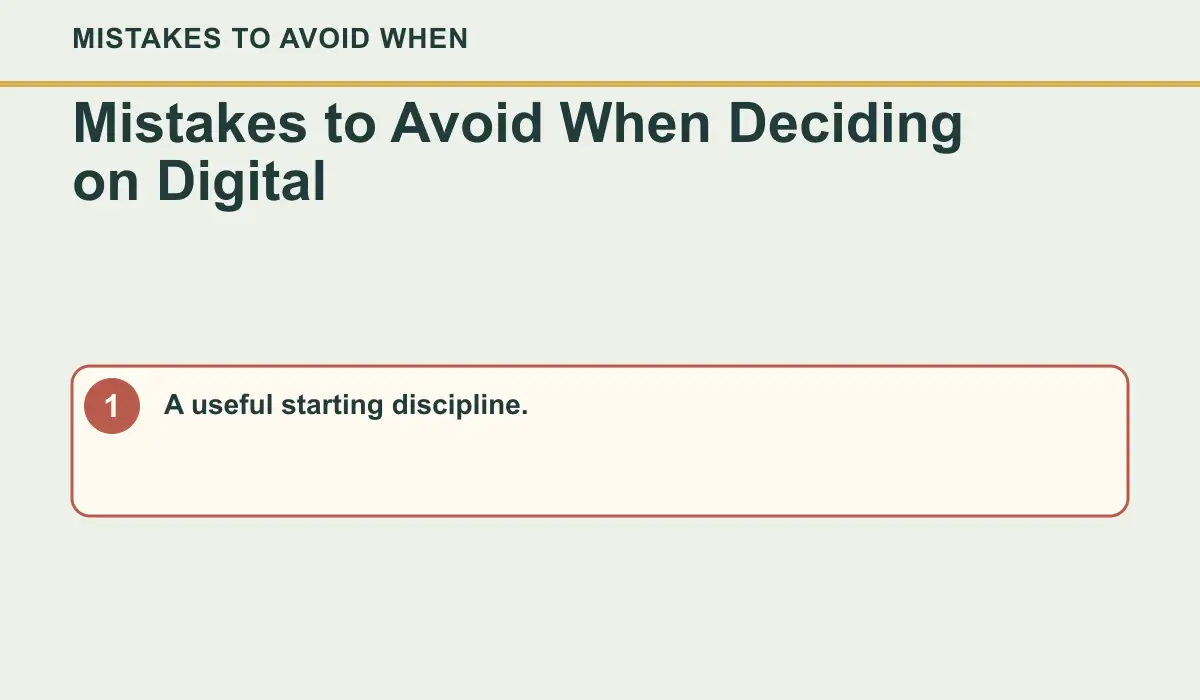 MISTAKES TO AVOID WHEN
Mistakes to Avoid When Deciding
on Digital
1
A useful starting discipline.